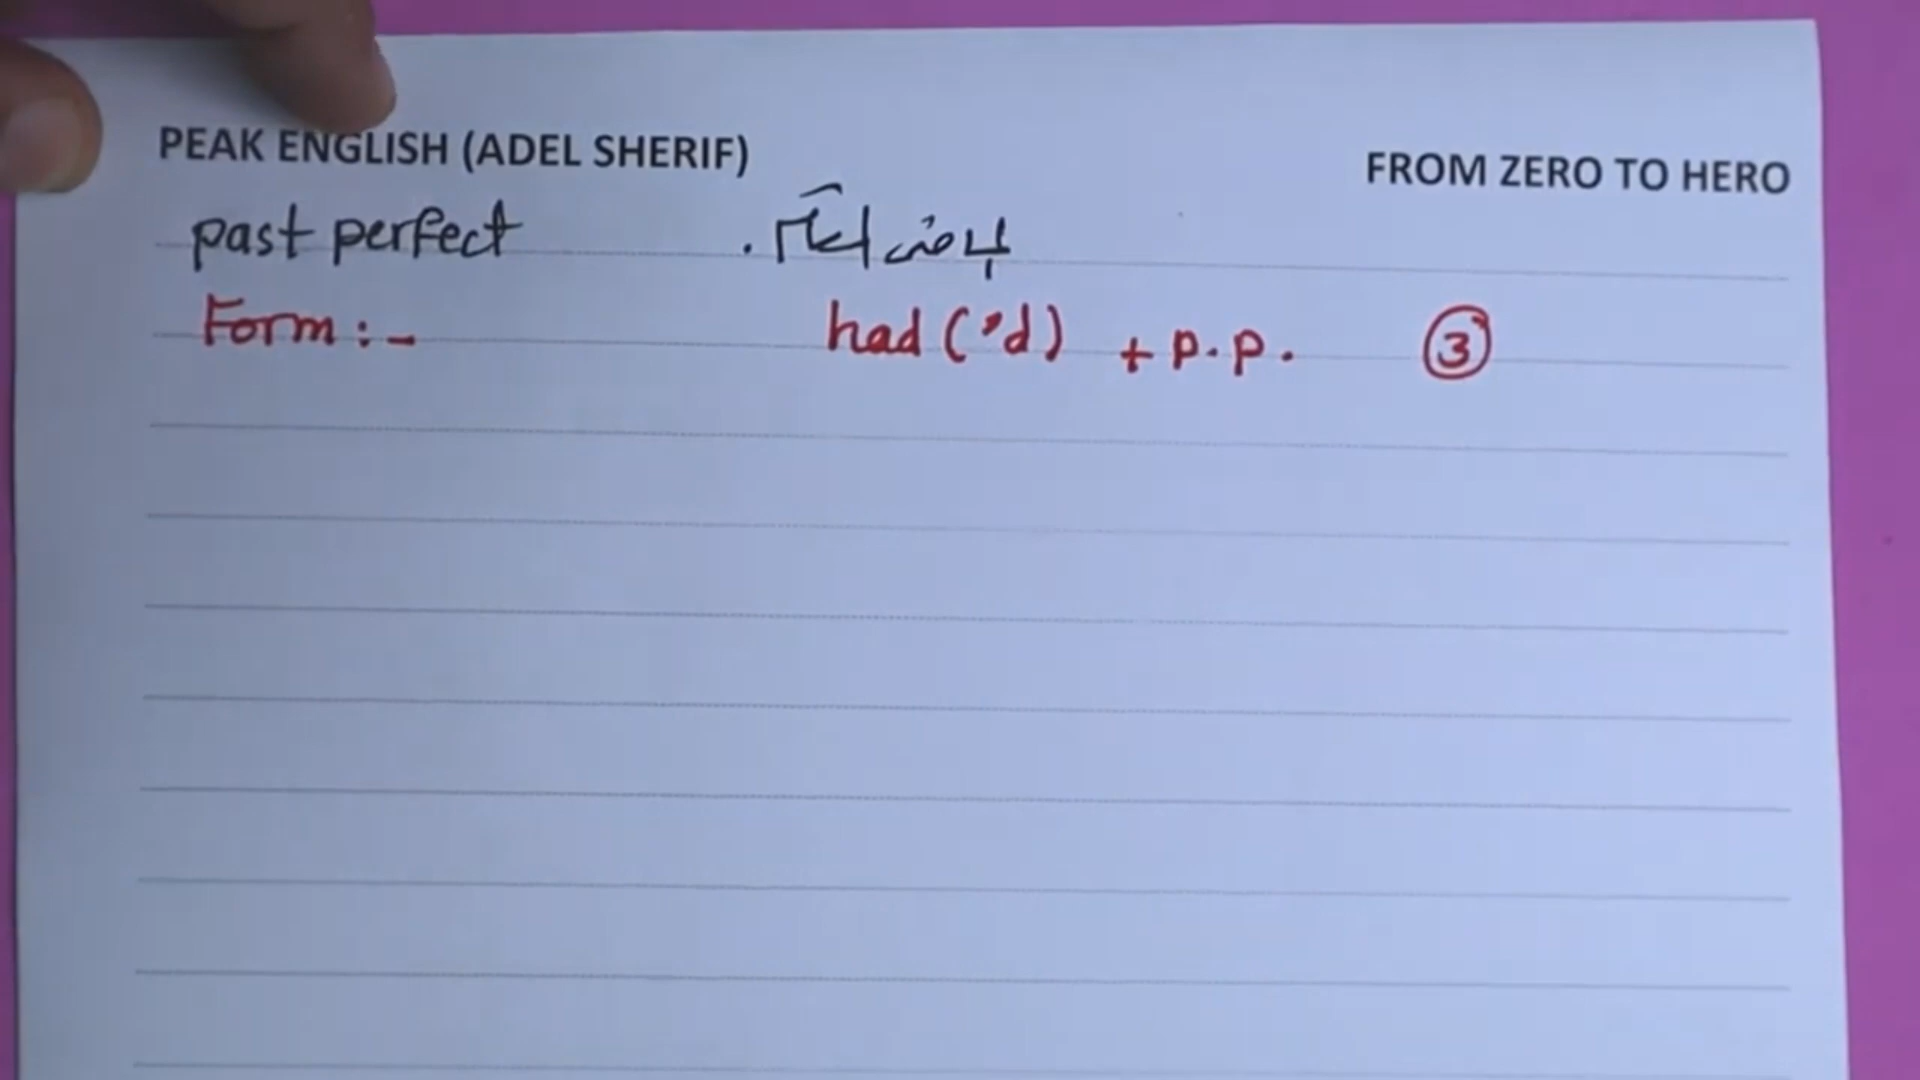 PEAK ENGLISH (ADEL SHERIF) FROM ZERO TO HERO
past perfect الماضي التام .
Form :- had ('d) + p.p. ③